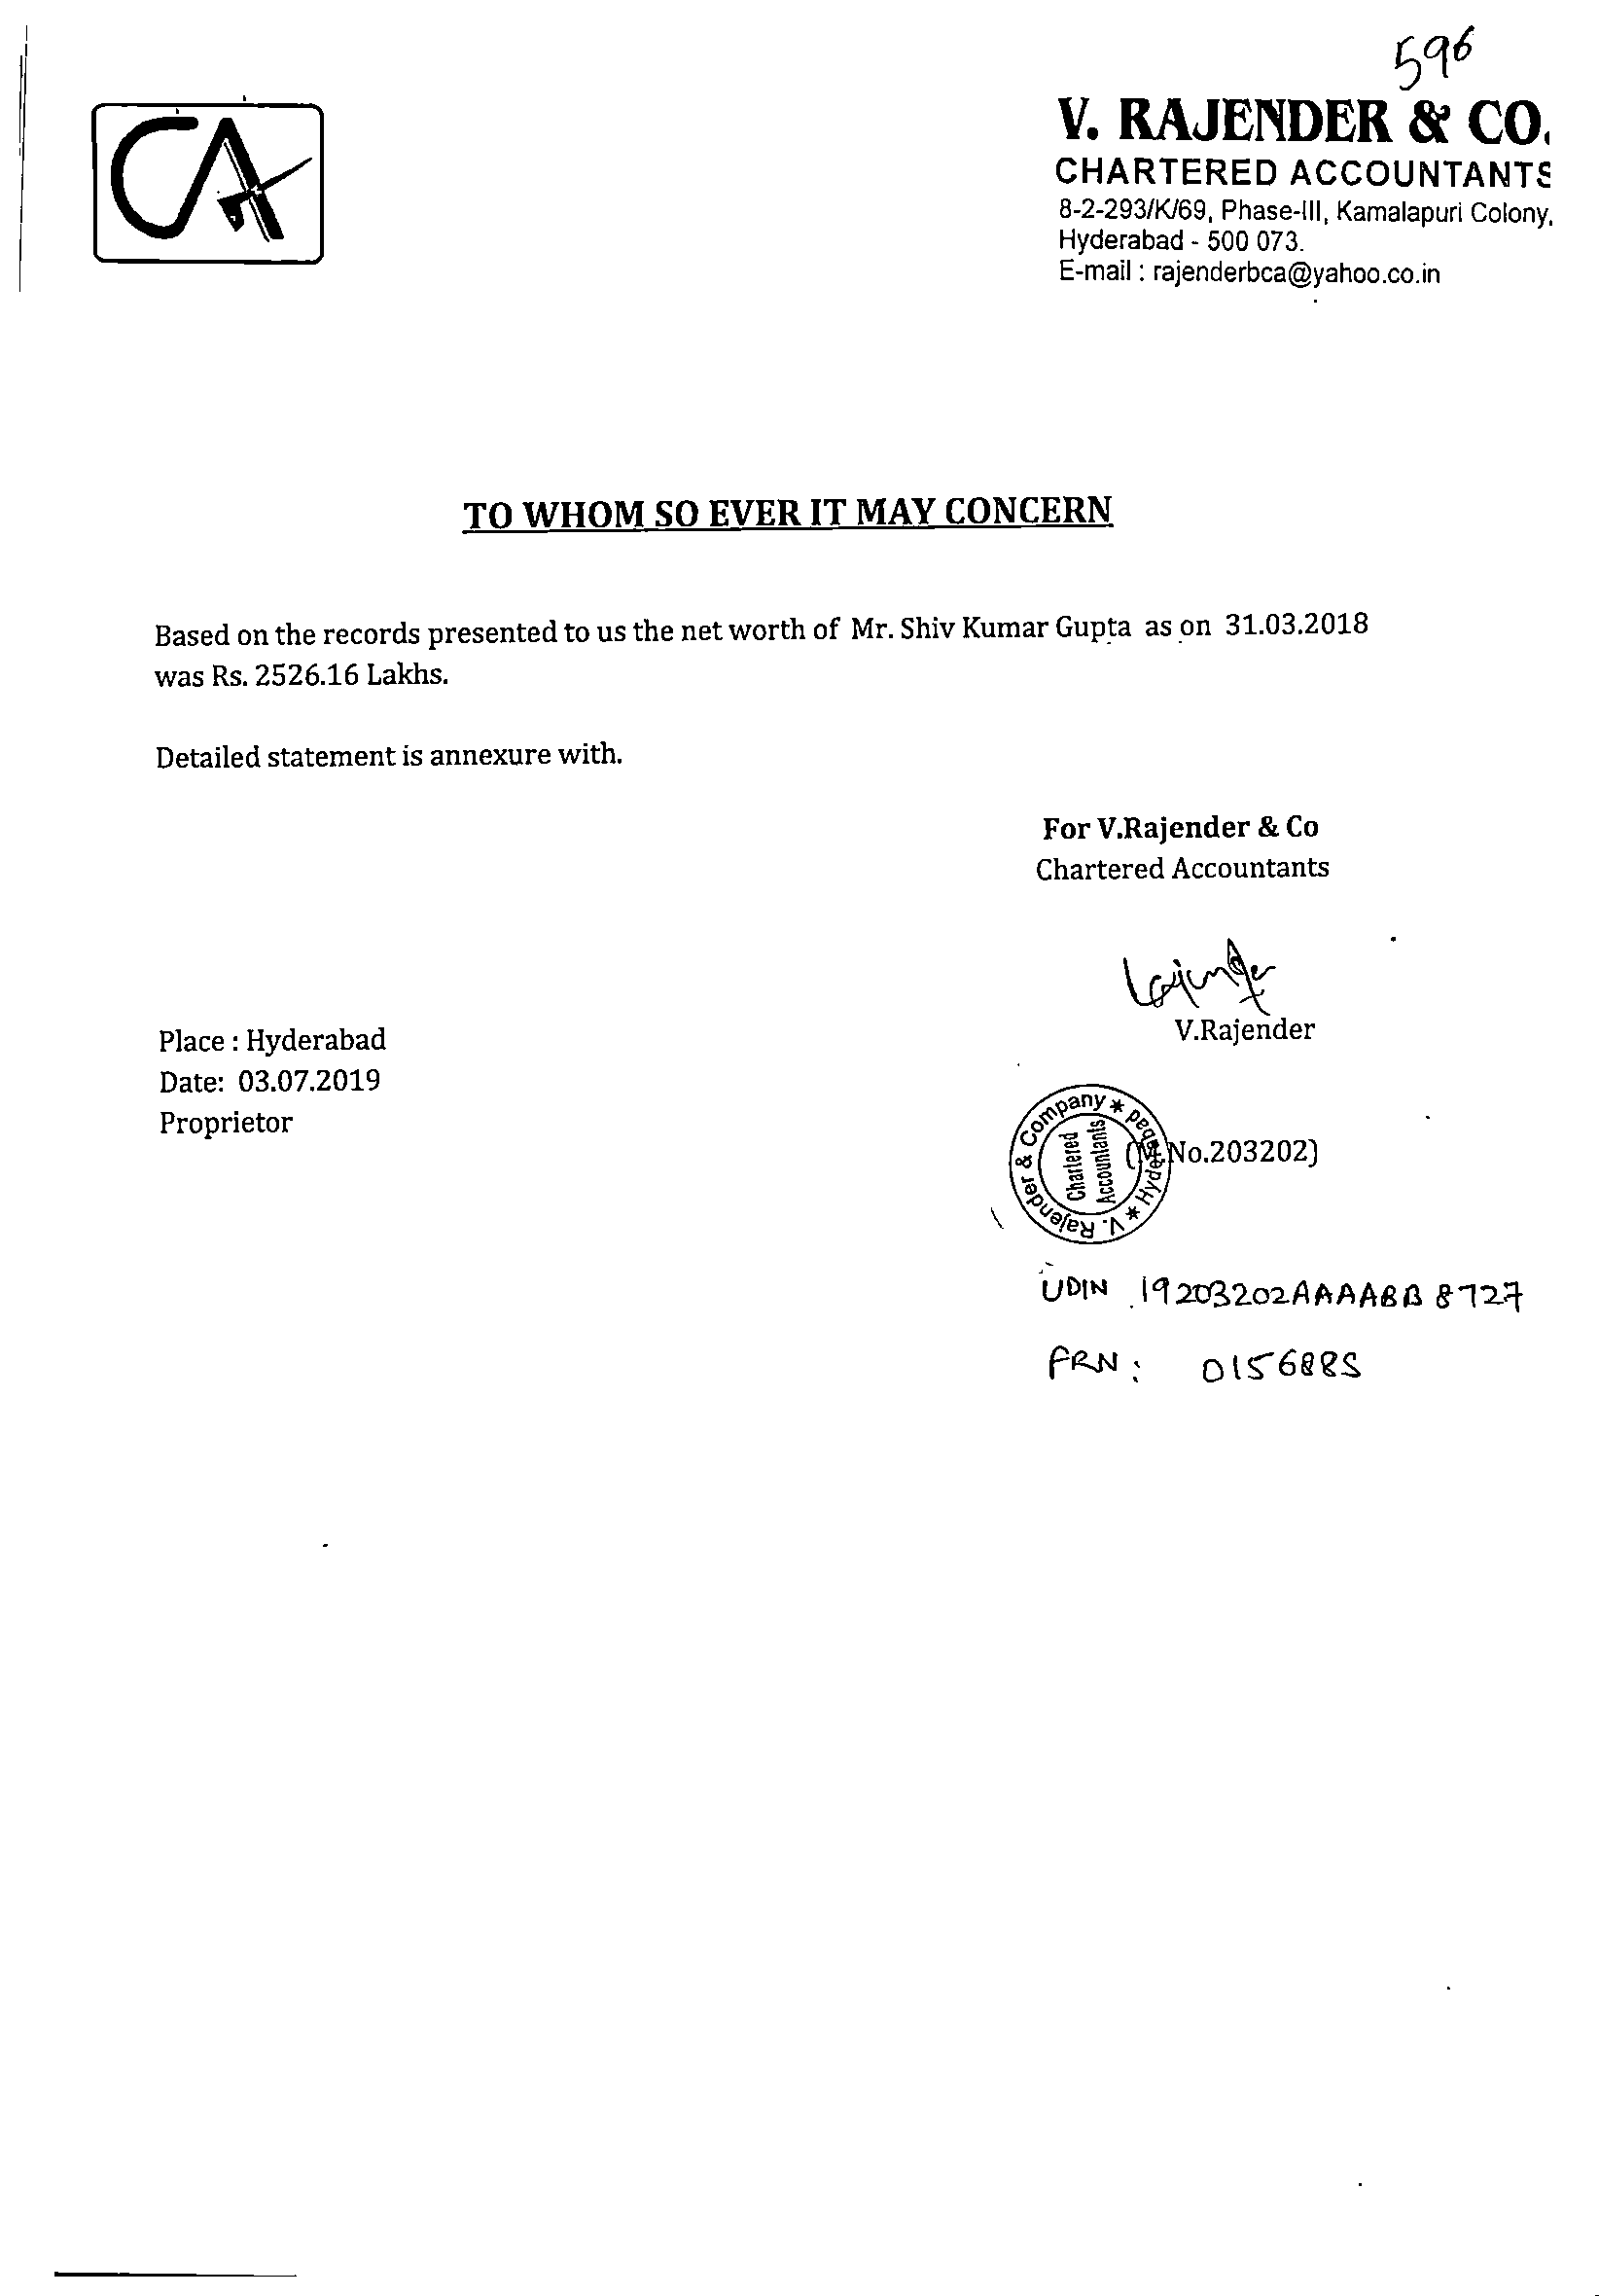 596
CA
V. RAJENDER & CO.
CHARTERED ACCOUNTANTS
8-2-293/K/69, Phase-III, Kamalapuri Colony,
Hyderabad - 500 073.
E-mail : rajenderbca@yahoo.co.in
TO WHOM SO EVER IT MAY CONCERN
Based on the records presented to us the net worth of Mr. Shiv Kumar Gupta as on 31.03.2018
was Rs. 2526.16 Lakhs.
Detailed statement is annexure with.
For V.Rajender & Co
Chartered Accountants
V.Rajender
Place : Hyderabad
Date: 03.07.2019
Proprietor
V. Rajender & Company * Hyderabad *
Chartered
Accountants
(M.No.203202)
UDIN 19203202AAAABB8727
FRN : 015688S